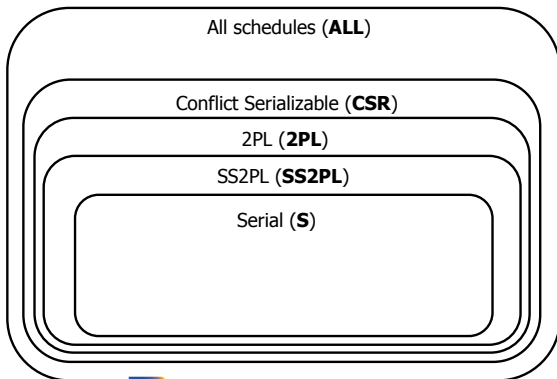 All schedules (ALL)
Conflict Serializable (CSR)
2PL (2PL)
SS2PL (SS2PL)
Serial (S)